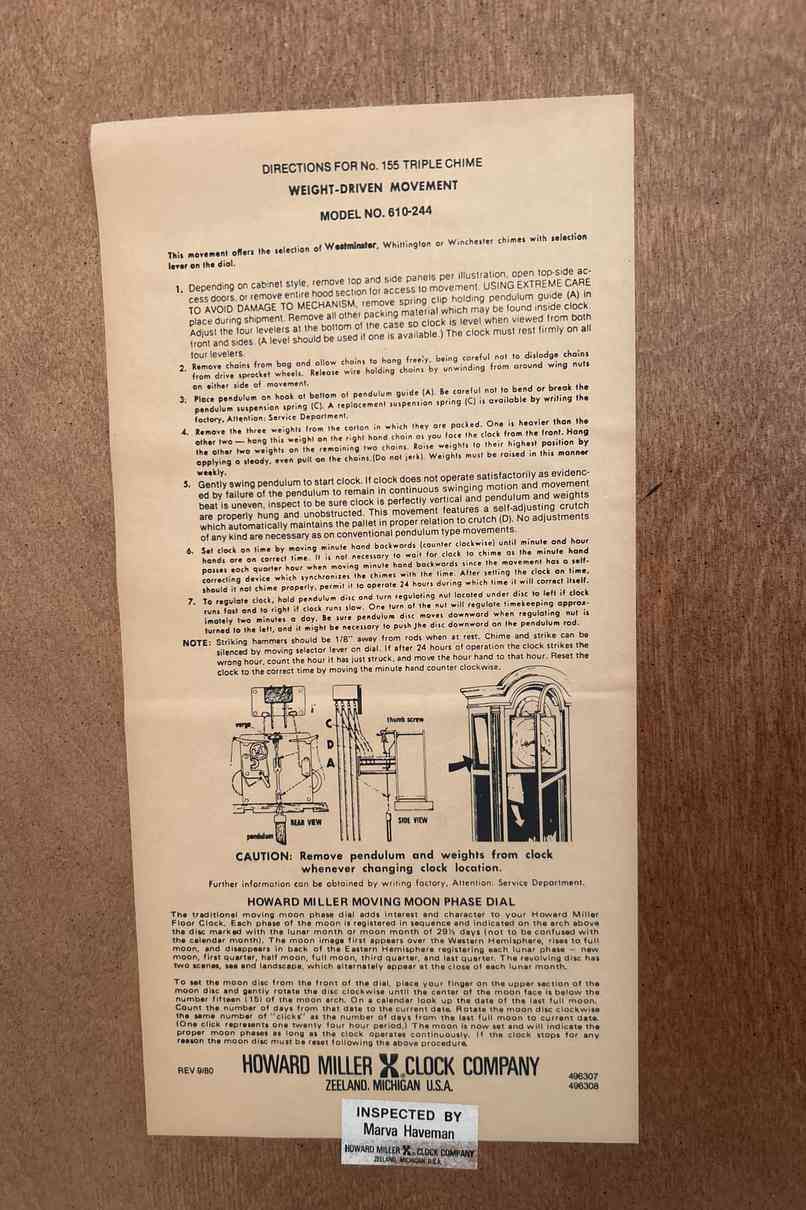 DIRECTIONS FOR No. 155 TRIPLE CHIME
WEIGHT-DRIVEN MOVEMENT
MODEL NO. 610-244
This movement offers the selection of Westminster, Whittington or Winchester chimes with selection
lever on the dial.
1. Depending on cabinet style, remove top and side panels per illustration, open top-side ac-
cess doors, or remove entire hood section for access to movement. USING EXTREME CARE
TO AVOID DAMAGE TO MECHANISM, remove spring clip holding pendulum guide (A) in
place during shipment. Remove all other packing material which may be found inside clock.
Adjust the four levelers at the bottom of the case so clock is level when viewed from both
front and sides. (A level should be used if one is available.) The clock must rest firmly on all
four levelers.
2. Remove chains from bag and allow chains to hang freely, being careful not to dislodge chains
from drive sprocket wheels. Release wire holding chains by unwinding from around wing nuts
on either side of movement.
3. Place pendulum on hook at bottom of pendulum guide (A). Be careful not to bend or break the
pendulum suspension spring (C). A replacement suspension spring (C) is available by writing the
factory, Attention: Service Department.
4. Remove the three weights from the carton in which they are packed. One is heavier than the
other two — hang this weight on the right hand chain as you face the clock from the front. Hang
the other two weights on the remaining two chains. Raise weights to their highest position by
applying a steady, even pull on the chains. (Do not jerk). Weights must be raised in this manner
weekly.
5. Gently swing pendulum to start clock. If clock does not operate satisfactorily as evidenc-
ed by failure of the pendulum to remain in continuous swinging motion and movement
beat is uneven, inspect to be sure clock is perfectly vertical and pendulum and weights
are properly hung and unobstructed. This movement features a self-adjusting crutch
which automatically maintains the pallet in proper relation to crutch (D). No adjustments
of any kind are necessary as on conventional pendulum type movements.
6. Set clock on time by moving minute hand backwards (counter clockwise) until minute and hour
hands are on correct time. It is not necessary to wait for clock to chime as the minute hand
passes each quarter hour when moving minute hand backwards since the movement has a self-
correcting device which synchronizes the chimes with the time. After setting the clock on time,
should it not chime properly, permit it to operate 24 hours during which time it will correct itself.
7. To regulate clock, hold pendulum disc and turn regulating nut located under disc to left if clock
runs fast and to right if clock runs slow. One turn of the nut will regulate timekeeping approx-
imately two minutes a day. Be sure pendulum disc moves downward when regulating nut is
turned to the left, and it might be necessary to push the disc downward on the pendulum rod.
NOTE: Striking hammers should be 1/8" away from rods when at rest. Chime and strike can be
silenced by moving selector lever on dial. If after 24 hours of operation the clock strikes the
wrong hour, count the hour it has just struck, and move the hour hand to that hour. Reset the
clock to the correct time by moving the minute hand counter clockwise.
verge
C
D
A
thumb screw
REAR VIEW
SIDE VIEW
pendulum
CAUTION: Remove pendulum and weights from clock
whenever changing clock location.
Further information can be obtained by writing factory, Attention: Service Department.
HOWARD MILLER MOVING MOON PHASE DIAL
The traditional moving moon phase dial adds interest and character to your Howard Miller
Floor Clock. Each phase of the moon is registered in sequence and indicated on the arch above
the disc marked with the lunar month or moon month of 29½ days (not to be confused with
the calendar month). The moon image first appears over the Western Hemisphere, rises to full
moon, and disappears in back of the Eastern Hemisphere registering each lunar phase – new
moon, first quarter, half moon, full moon, third quarter, and last quarter. The revolving disc has
two scenes, sea and landscape, which alternately appear at the close of each lunar month.
To set the moon disc from the front of the dial, place your finger on the upper section of the
moon disc and gently rotate the disc clockwise until the center of the moon face is below the
number fifteen (15) of the moon arch. On a calendar look up the date of the last full moon.
Count the number of days from that date to the current date. Rotate the moon disc clockwise
the same number of "clicks" as the number of days from the last full moon to current date.
(One click represents one twenty four hour period.) The moon is now set and will indicate the
proper moon phases as long as the clock operates continuously. If the clock stops for any
reason the moon disc must be reset following the above procedure.
REV 9/80
HOWARD MILLER CLOCK COMPANY
ZEELAND, MICHIGAN U.S.A.
496307
496308
INSPECTED BY
Marva Haveman
HOWARD MILLER CLOCK COMPANY
ZEELAND, MICHIGAN U.S.A.